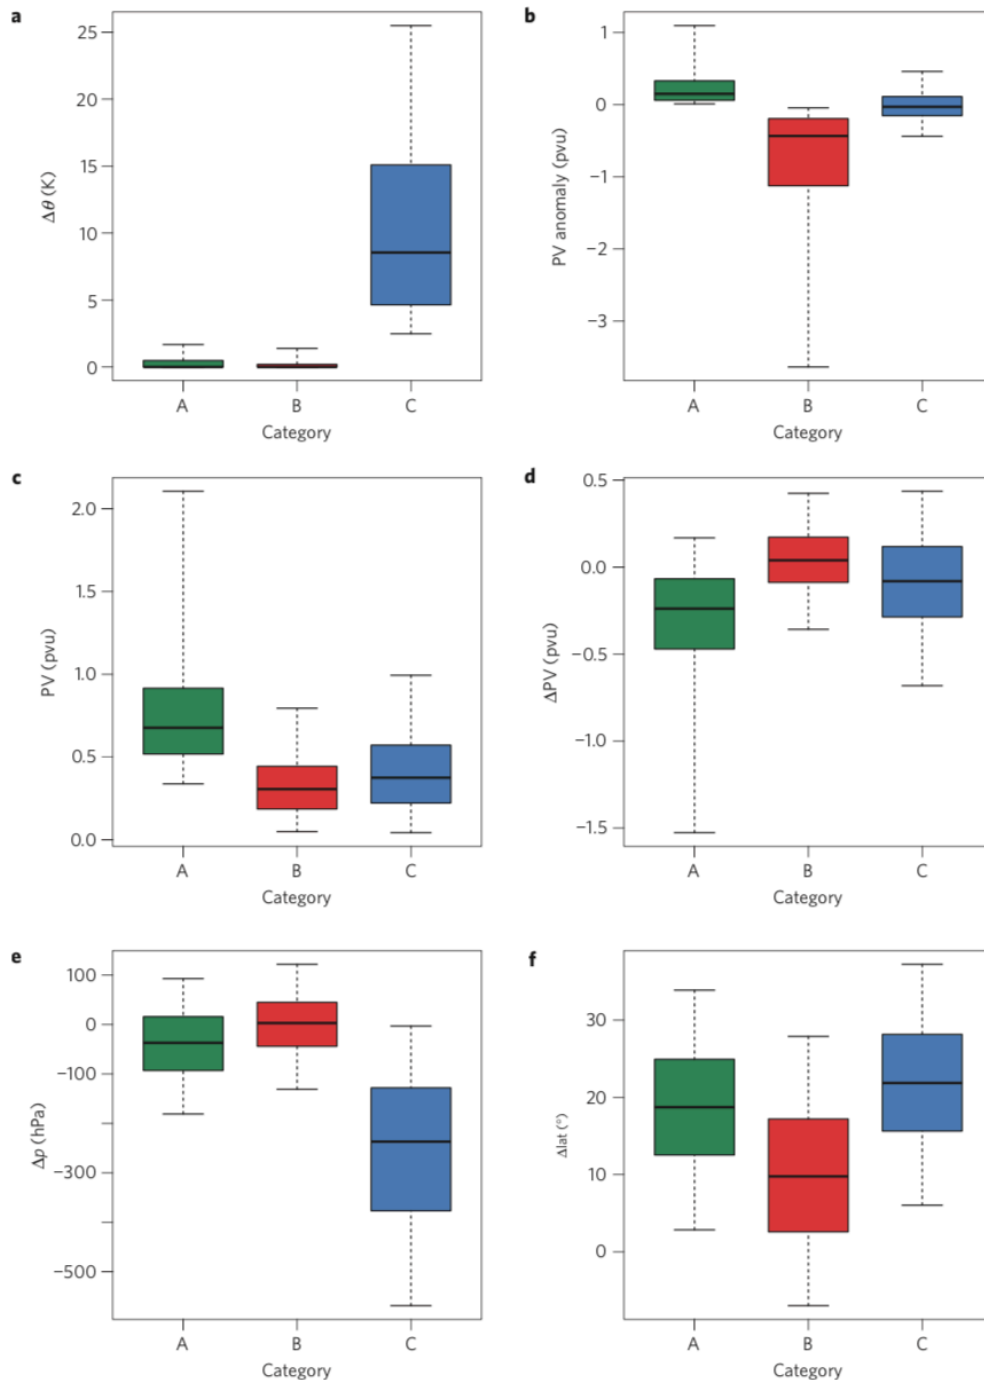 a
25
20
15
10
5
0
Δθ (K)
A B C
Category
b
1
0
−1
−2
−3
PV anomaly (pvu)
A B C
Category
c
2.0
1.5
1.0
0.5
0.0
PV (pvu)
A B C
Category
d
0.5
0.0
−0.5
−1.0
−1.5
ΔPV (pvu)
A B C
Category
e
100
0
−100
−300
−500
Δp (hPa)
A B C
Category
f
30
20
10
0
Δlat (°)
A B C
Category